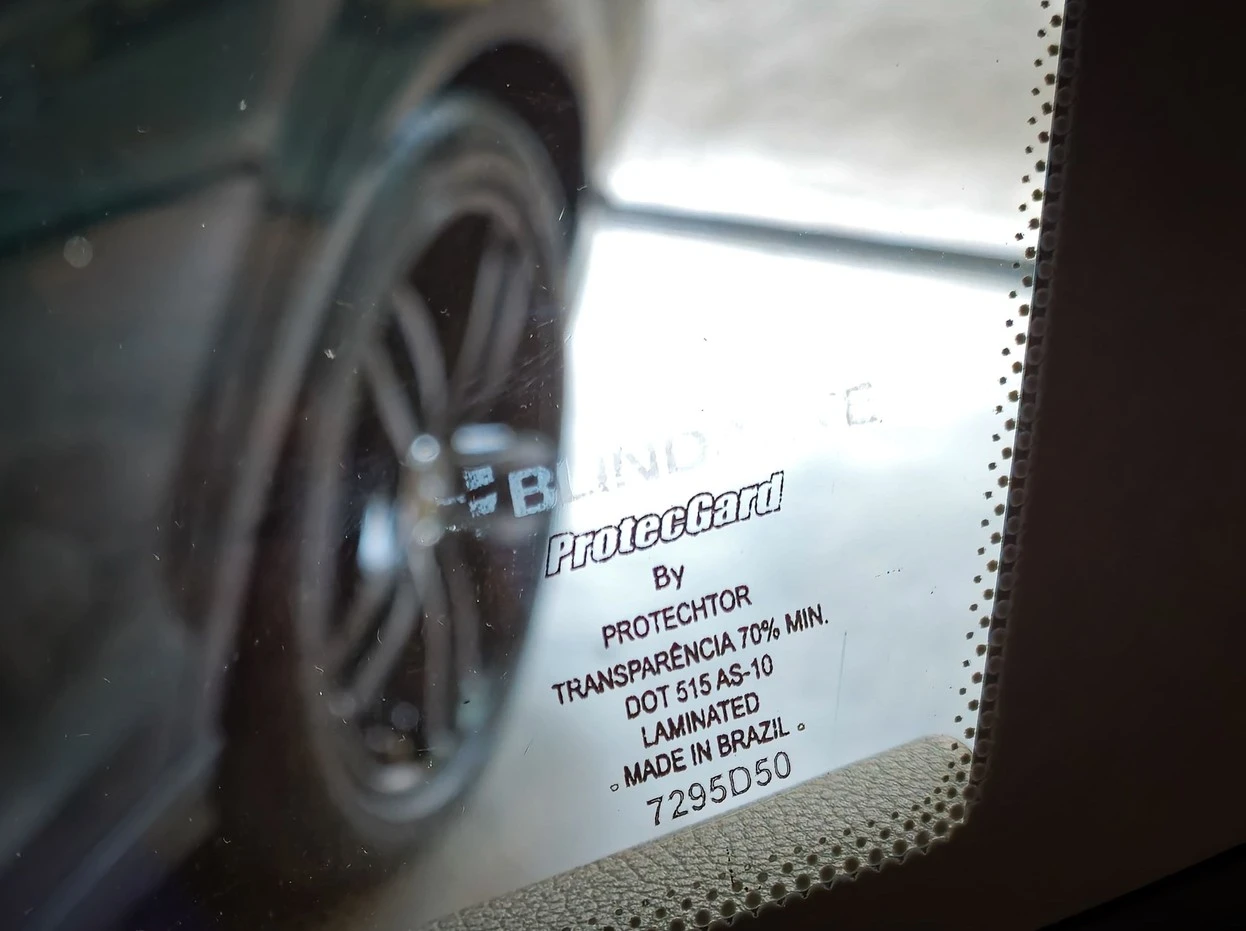 ProtecGard
By
PROTECHTOR
TRANSPARÊNCIA 70% MIN.
DOT 515 AS-10
LAMINATED
MADE IN BRAZIL
7295D50